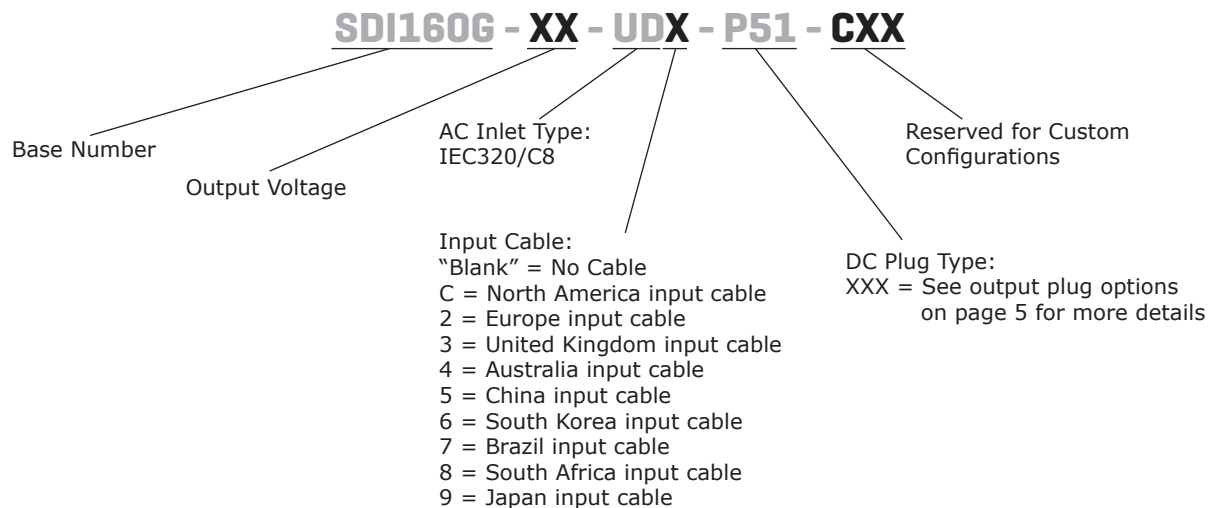 SDI160G - XX - UDX - P51 - CXX
Base Number
Output Voltage
AC Inlet Type:
IEC320/C8
Input Cable:
“Blank” = No Cable
C = North America input cable
2 = Europe input cable
3 = United Kingdom input cable
4 = Australia input cable
5 = China input cable
6 = South Korea input cable
7 = Brazil input cable
8 = South Africa input cable
9 = Japan input cable
DC Plug Type:
XXX = See output plug options
on page 5 for more details
Reserved for Custom
Configurations